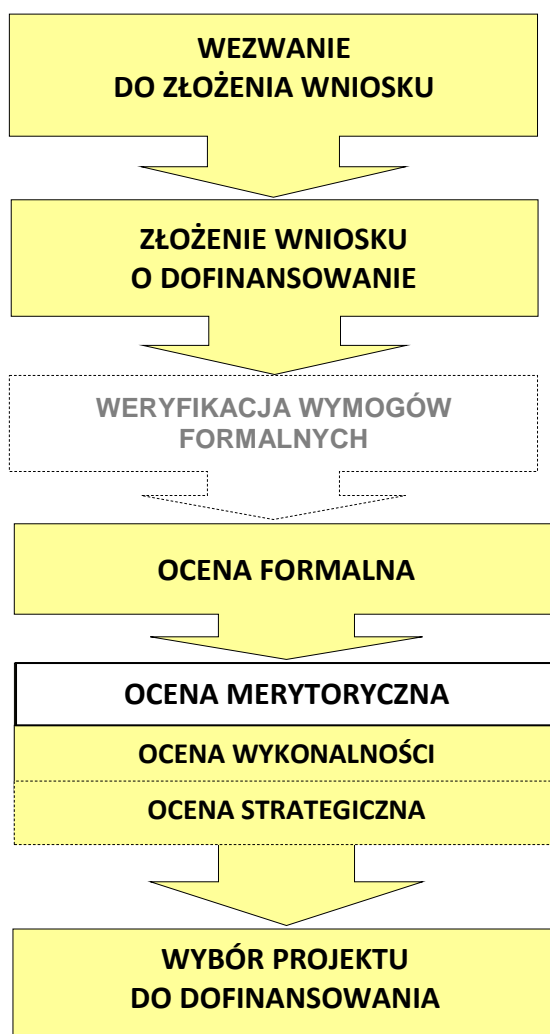 WEZWANIE
DO ZŁOŻENIA WNIOSKU
ZŁOŻENIE WNIOSKU
O DOFINANSOWANIE
WERYFIKACJA WYMOGÓW
FORMALNYCH
OCENA FORMALNA
OCENA MERYTORYCZNA
OCENA WYKONALNOŚCI
OCENA STRATEGICZNA
WYBÓR PROJEKTU
DO DOFINANSOWANIA